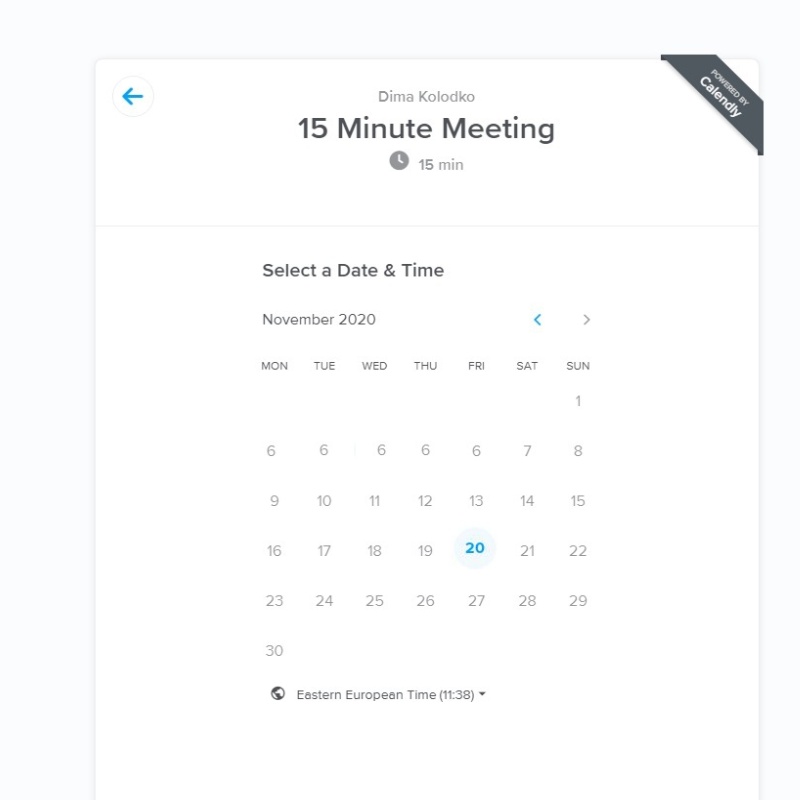 POWERED BY
Calendly
Dima Kolodko
15 Minute Meeting
15 min
Select a Date & Time
November 2020
MON TUE WED THU FRI SAT SUN
1
6 6 6 6 6 7 8
9 10 11 12 13 14 15
16 17 18 19 20 21 22
23 24 25 26 27 28 29
30
Eastern European Time (11:38)